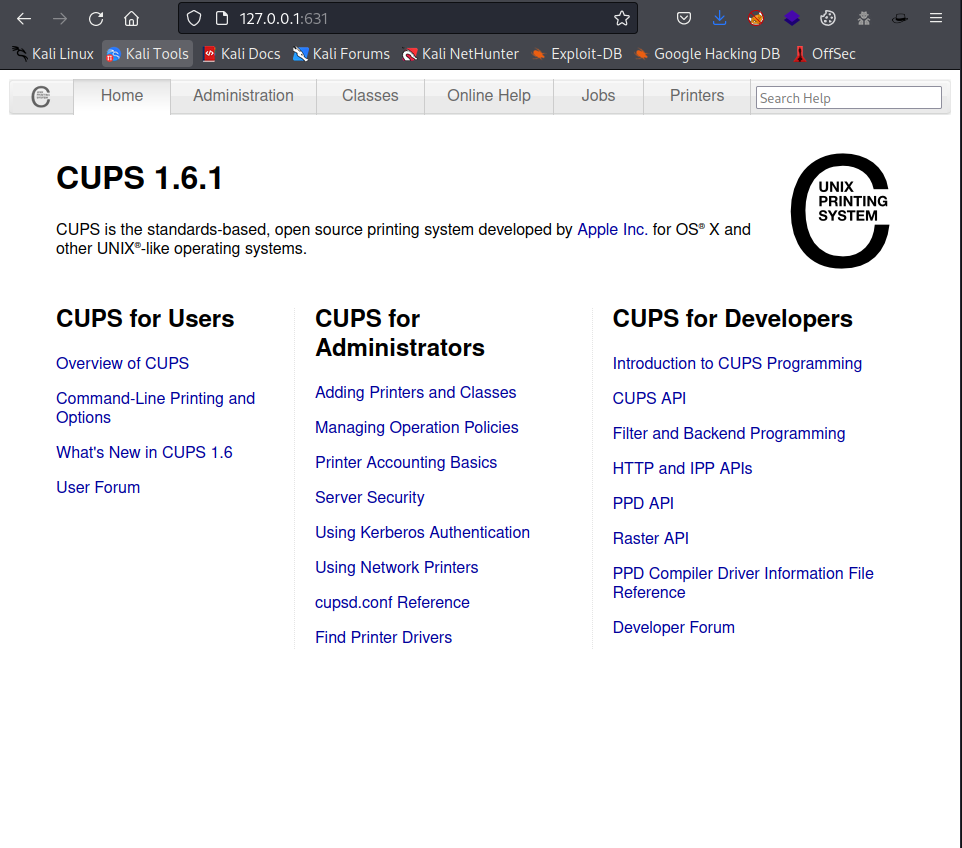 127.0.0.1:631
Kali Linux Kali Tools Kali Docs Kali Forums Kali NetHunter Exploit-DB Google Hacking DB OffSec
Home Administration Classes Online Help Jobs Printers Search Help
CUPS 1.6.1
CUPS is the standards-based, open source printing system developed by Apple Inc. for OS® X and
other UNIX®-like operating systems.
UNIX
PRINTING
SYSTEM
CUPS for Users
Overview of CUPS
Command-Line Printing and
Options
What's New in CUPS 1.6
User Forum
CUPS for
Administrators
Adding Printers and Classes
Managing Operation Policies
Printer Accounting Basics
Server Security
Using Kerberos Authentication
Using Network Printers
cupsd.conf Reference
Find Printer Drivers
CUPS for Developers
Introduction to CUPS Programming
CUPS API
Filter and Backend Programming
HTTP and IPP APIs
PPD API
Raster API
PPD Compiler Driver Information File
Reference
Developer Forum